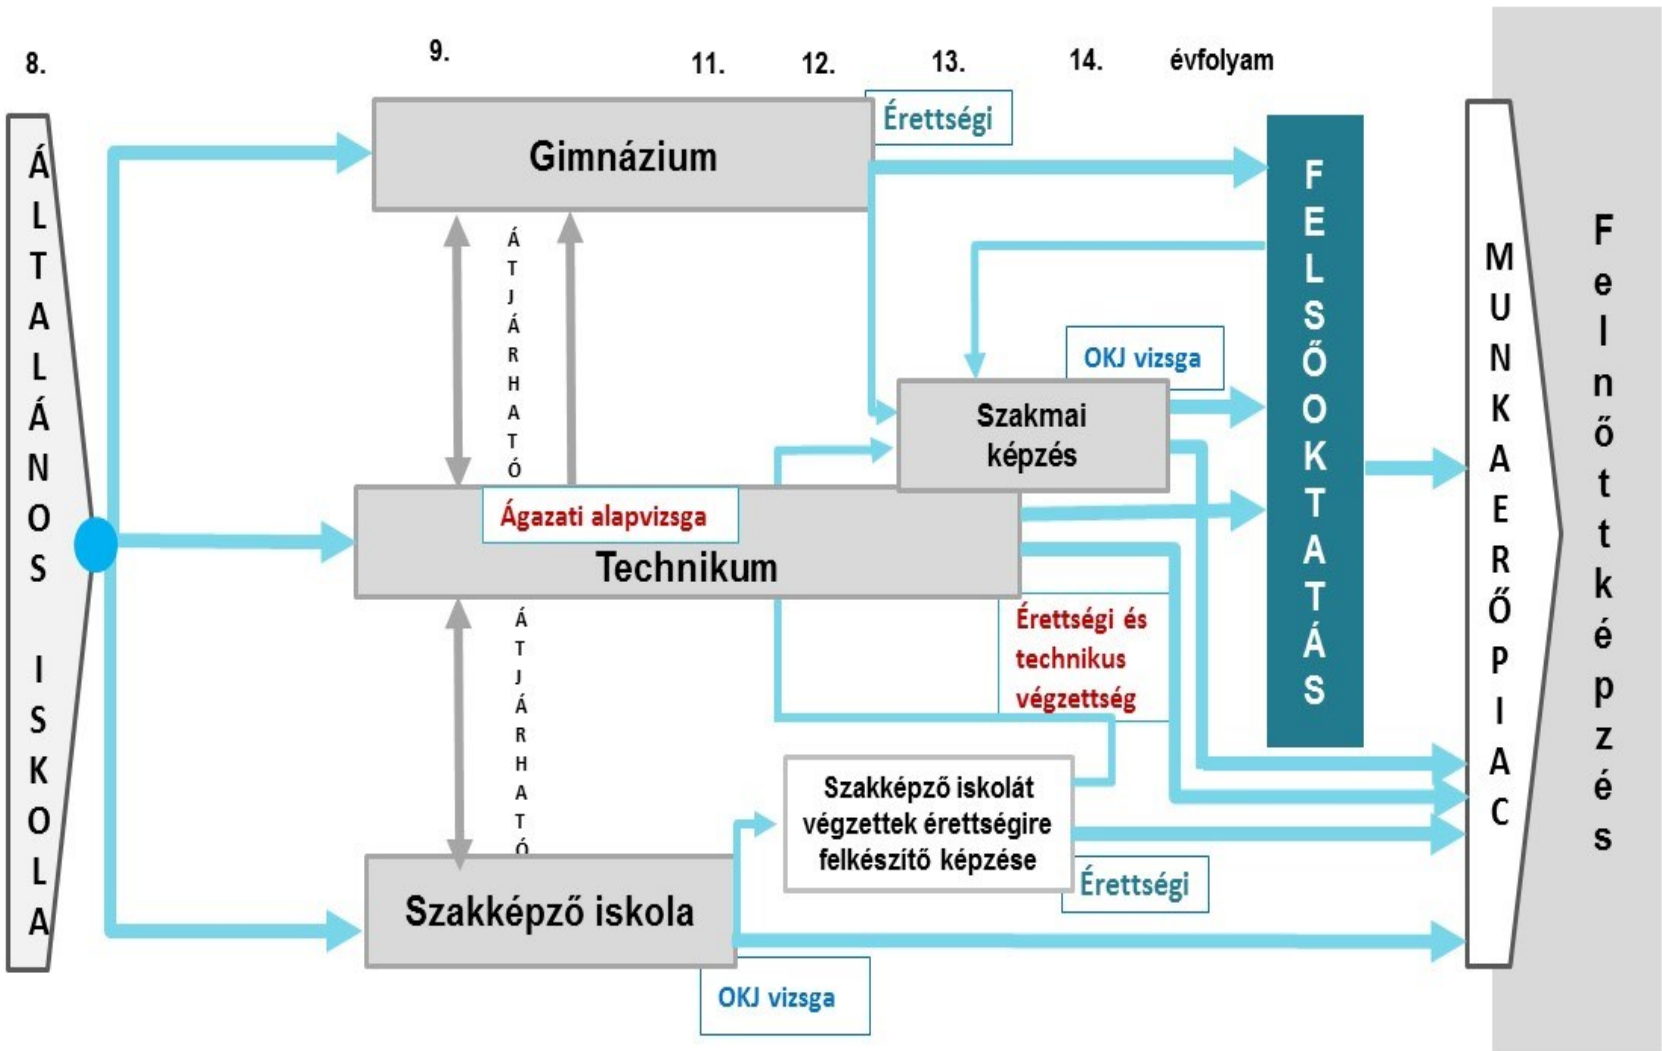 8.
9.
11.
12.
13.
14.
évfolyam
ÁLTALÁNOS ISKOLA
Gimnázium
Érettségi
ÁTJÁRHATÓ
OKJ vizsga
Szakmai
képzés
Ágazati alapvizsga
Technikum
Érettségi és
technikus
végzettség
ÁTJÁRHATÓ
Szakképző iskolát
végzettek érettségire
felkészítő képzése
Érettségi
Szakképző iskola
OKJ vizsga
FELSŐOKTATÁS
MUNKAERŐPIAC
Felnőttképzés